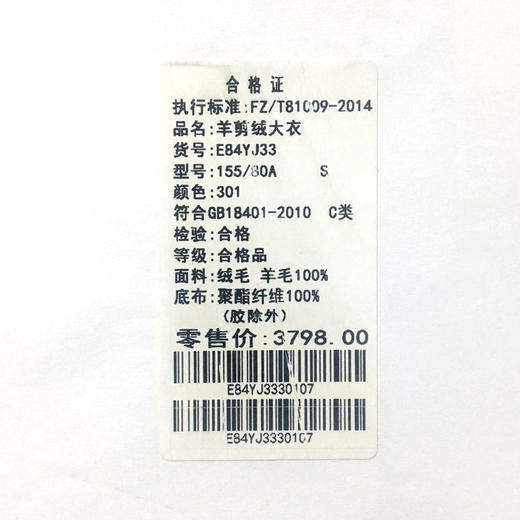 合格证
执行标准:FZ/T81009-2014
品名:羊剪绒大衣
货号:E84YJ33
型号:155/80A S
颜色:301
符合GB18401-2010 C类
检验:合格
等级:合格品
面料:绒毛 羊毛100%
底布:聚酯纤维100%
(胶除外)
零售价:3798.00
E84YJ3330107
E84YJ3330107